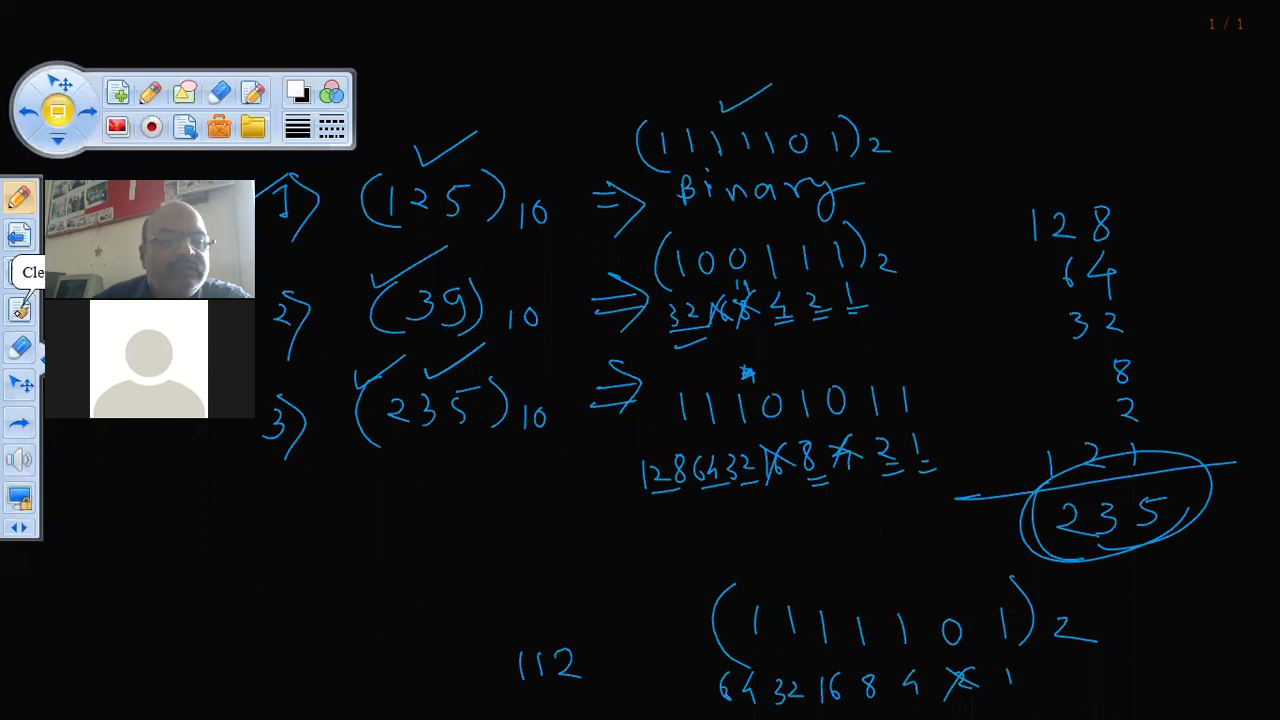 1 / 1
(1111101)2
1) (125)10 => Binary
(100111)2
2) (39)10 => 32 16 8 4 2 1
3) (235)10 => 11101011
128 64 32 16 8 4 2 1
128
64
32
8
2
1 2 1
235
(1111101)2
112
64 32 16 8 4 2 1
Cle